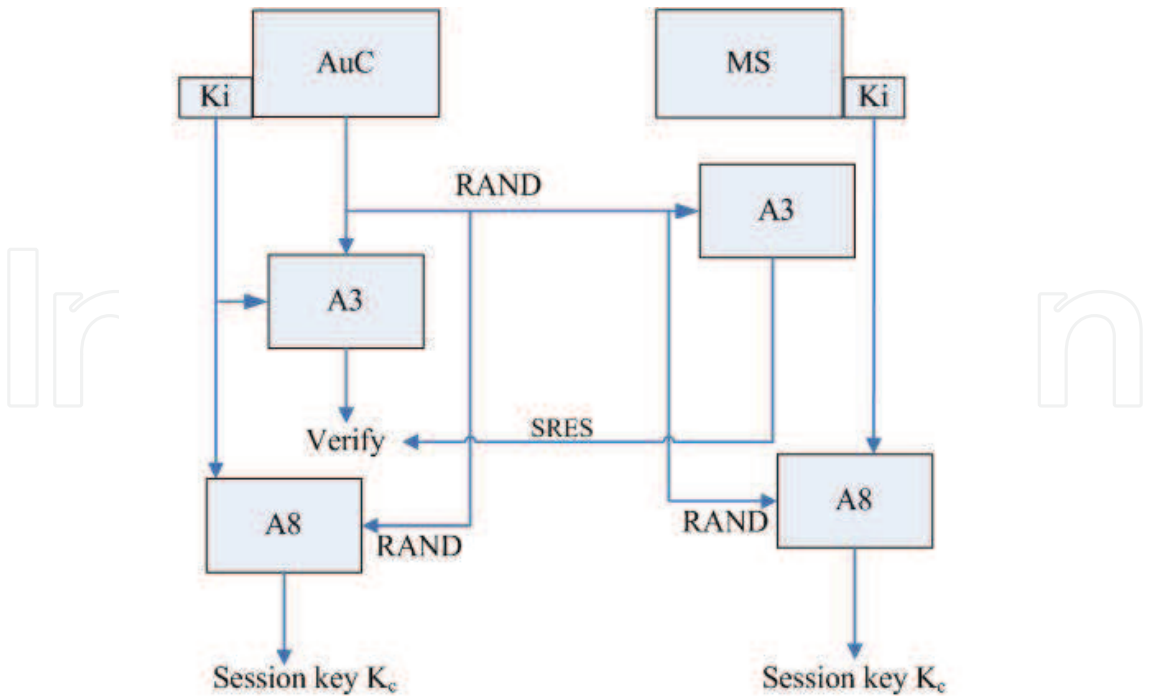 AuC
MS
Ki
Ki
RAND
A3
A3
Verify
SRES
A8
RAND
RAND
A8
Session key Kc
Session key Kc